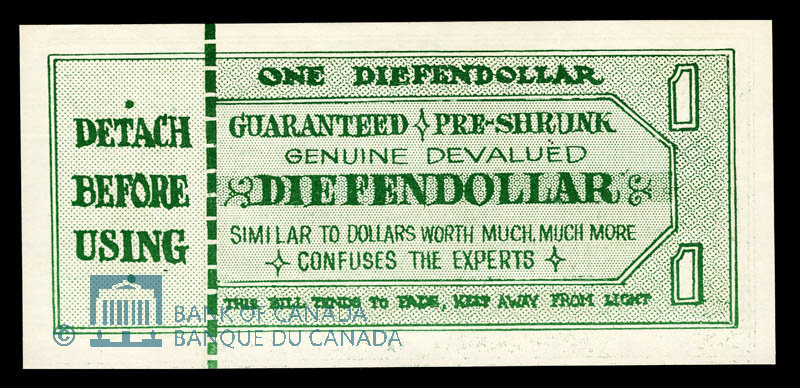 ONE DIEFENDOLLAR
DETACH
BEFORE
USING
GUARANTEED PRE-SHRUNK
GENUINE DEVALUED
DIEFENDOLLAR
SIMILAR TO DOLLARS WORTH MUCH, MUCH MORE
CONFUSES THE EXPERTS
THIS BILL TENDS TO FADE, KEEP AWAY FROM LIGHT
1
1
© BANK OF CANADA
BANQUE DU CANADA